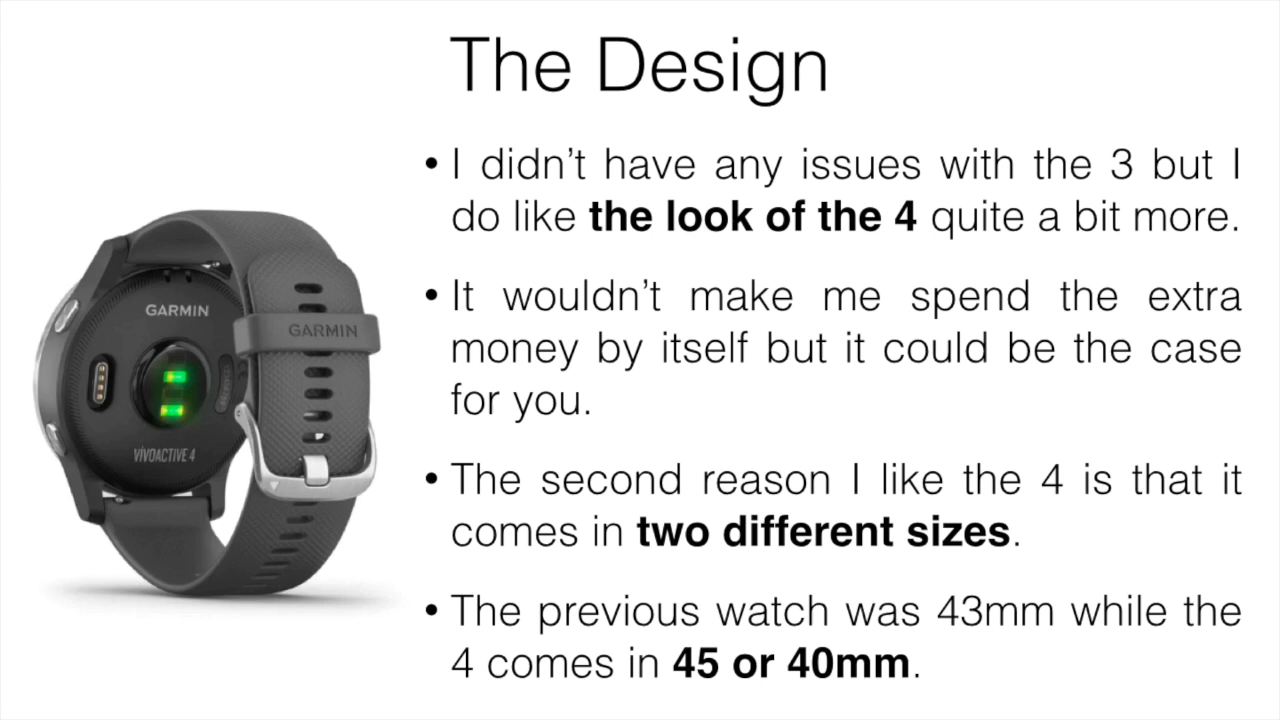 The Design
• I didn't have any issues with the 3 but I
do like the look of the 4 quite a bit more.
• It wouldn't make me spend the extra
money by itself but it could be the case
for you.
• The second reason I like the 4 is that it
comes in two different sizes.
• The previous watch was 43mm while the
4 comes in 45 or 40mm.
GARMIN
GARMIN
VÍVOACTIVE 4